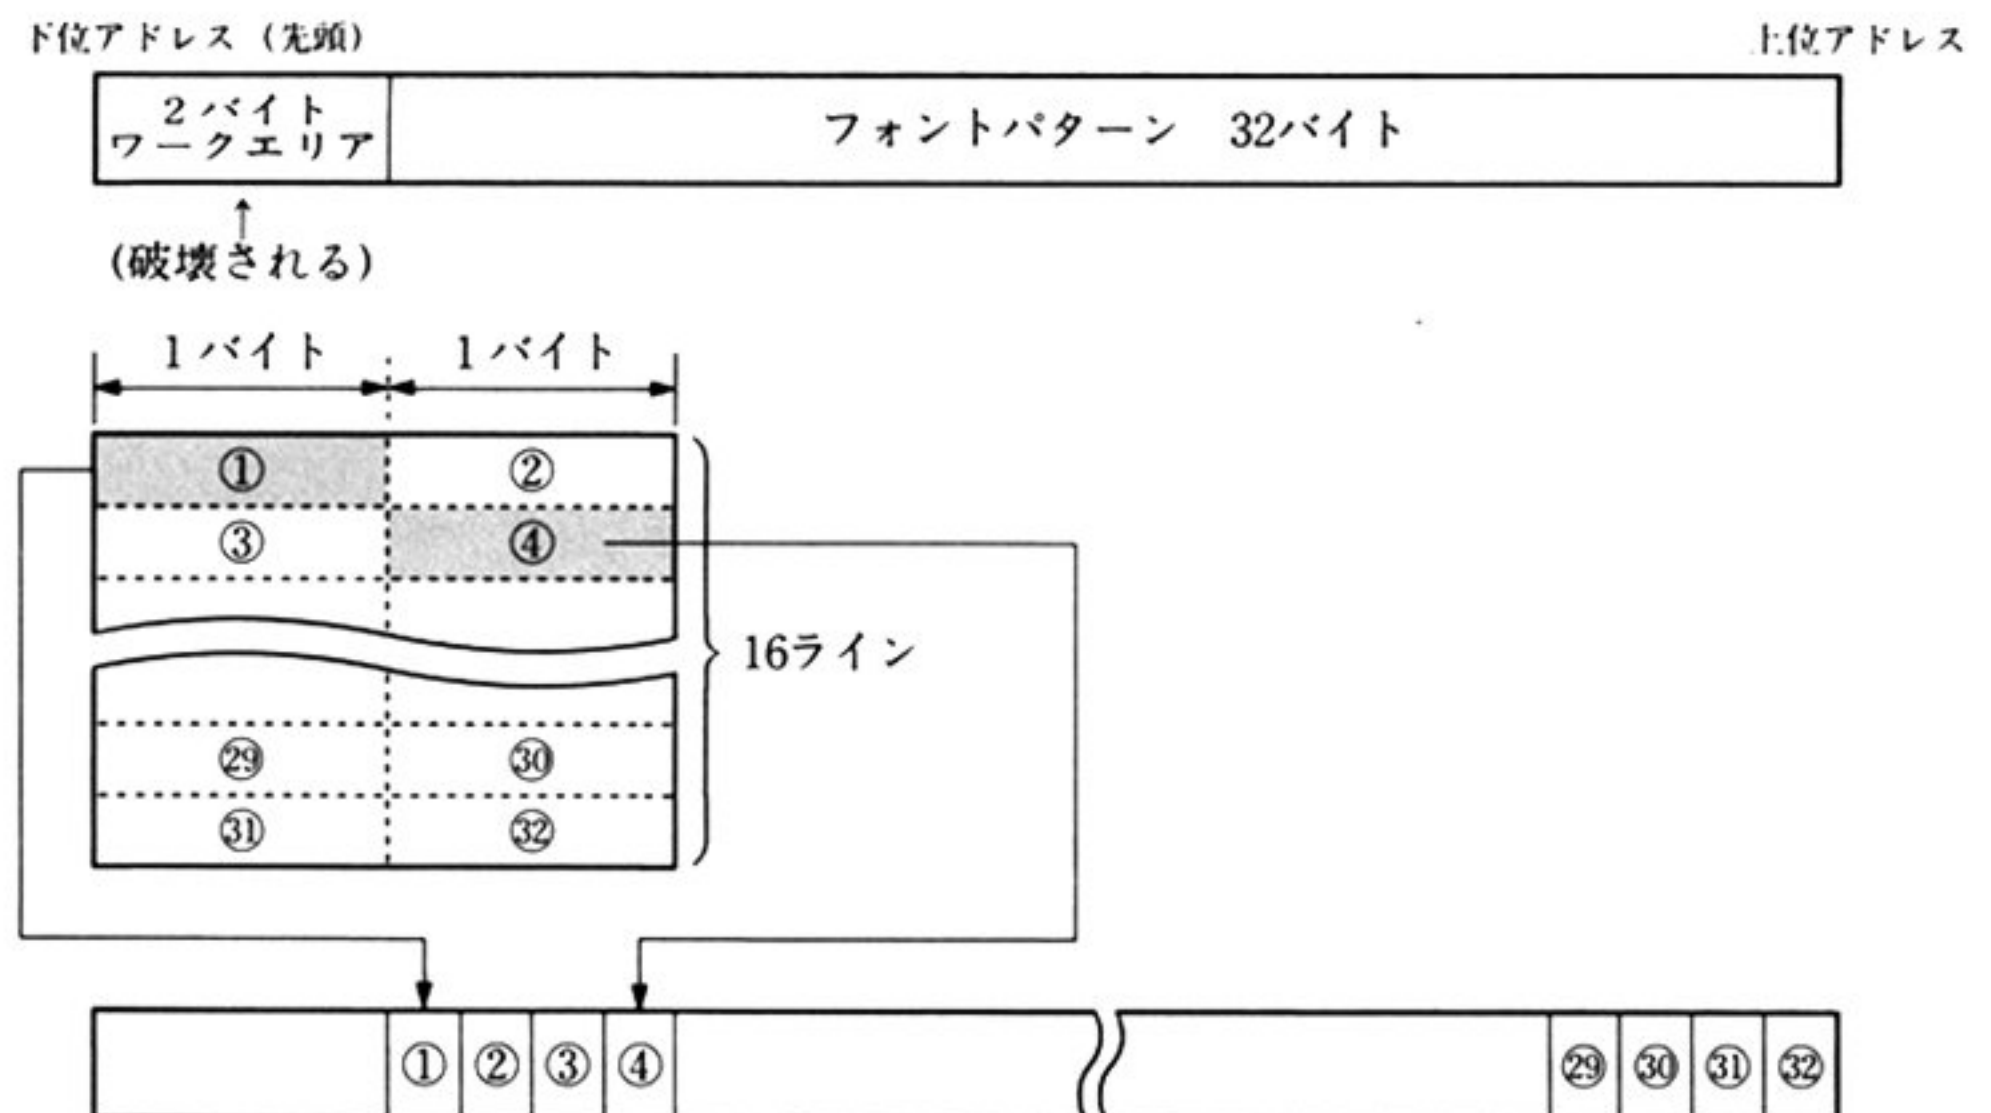 下位アドレス (先頭)
上位アドレス
2バイト
ワークエリア
フォントパターン 32バイト
(破壊される)
1バイト
1バイト
①
②
③
④
16ライン
㉙
㉚
㉛
㉜
①
②
③
④
㉙
㉚
㉛
㉜